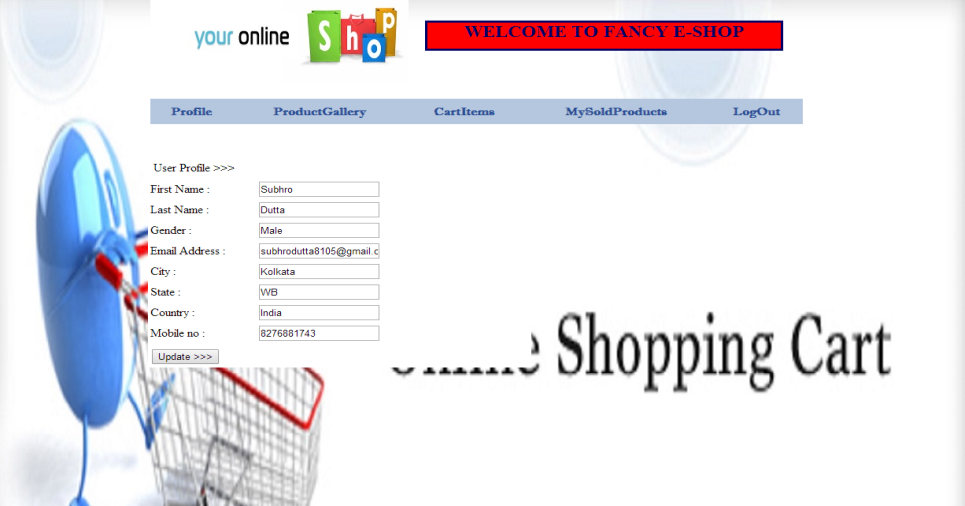 your online Shop
WELCOME TO FANCY E-SHOP
Profile ProductGallery CartItems MySoldProducts LogOut
User Profile >>>
First Name : Subhro
Last Name : Dutta
Gender : Male
Email Address : subhrodutta8105@gmail.c
City : Kolkata
State : WB
Country : India
Mobile no : 8276881743
Update >>>
Shopping Cart